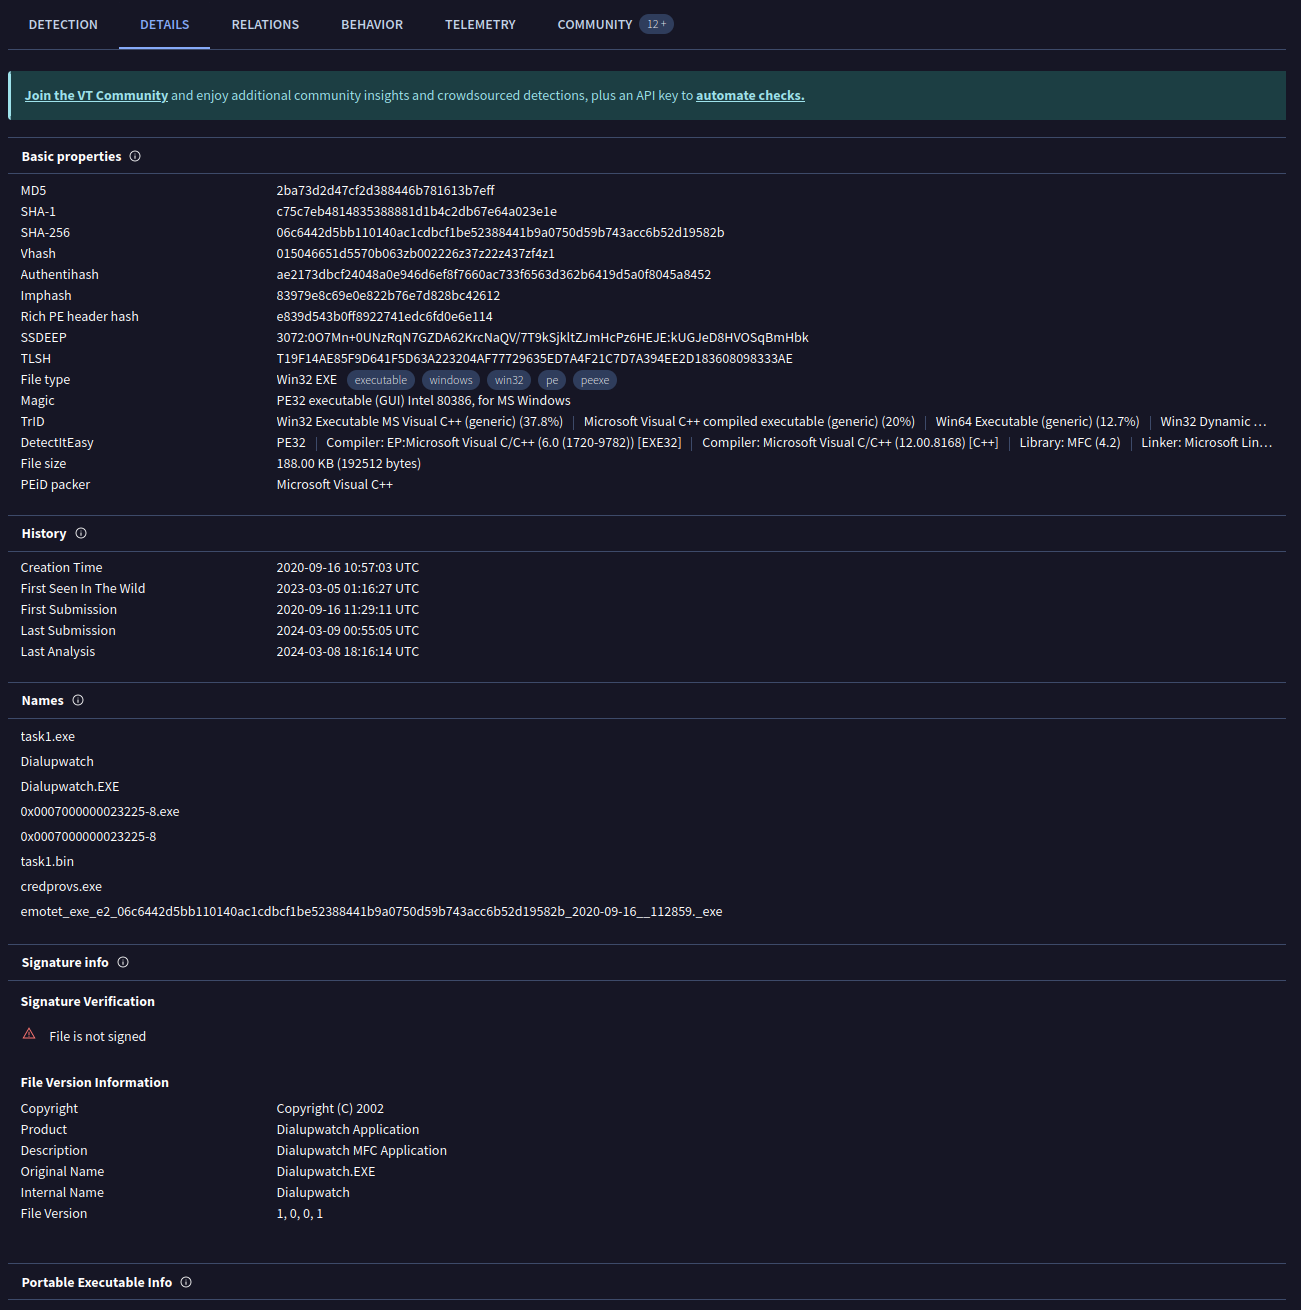 DETECTION DETAILS RELATIONS BEHAVIOR TELEMETRY COMMUNITY 12 +
Join the VT Community and enjoy additional community insights and crowdsourced detections, plus an API key to automate checks.
Basic properties
MD5 2ba73d2d47cf2d388446b781613b7eff
SHA-1 c75c7eb4814835388881d1b4c2db67e64a023e1e
SHA-256 06c6442d5bb110140ac1cdbcf1be52388441b9a0750d59b743acc6b52d19582b
Vhash 015046651d5570b063zb002226z37z22z437zf4z1
Authentihash ae2173dbcf24048a0e946d6ef8f7660ac733f6563d362b6419d5a0f8045a8452
Imphash 83979e8c69e0e822b76e7d828bc42612
Rich PE header hash e839d543b0ff8922741edc6fd0e6e114
SSDEEP 3072:0O7Mn+0UNzRqN7GZDA62KrcNaQV/7T9kSjkltZJmHcPz6HEJE:kUGJeD8HVOSqBmHbk
TLSH T19F14AE85F9D641F5D63A223204AF77729635ED7A4F21C7D7A394EE2D183608098333AE
File type Win32 EXE executable windows win32 pe peexe
Magic PE32 executable (GUI) Intel 80386, for MS Windows
TrID Win32 Executable MS Visual C++ (generic) (37.8%) | Microsoft Visual C++ compiled executable (generic) (20%) | Win64 Executable (generic) (12.7%) | Win32 Dynamic …
DetectItEasy PE32 | Compiler: EP:Microsoft Visual C/C++ (6.0 (1720-9782)) [EXE32] | Compiler: Microsoft Visual C/C++ (12.00.8168) [C++] | Library: MFC (4.2) | Linker: Microsoft Lin…
File size 188.00 KB (192512 bytes)
PEiD packer Microsoft Visual C++
History
Creation Time 2020-09-16 10:57:03 UTC
First Seen In The Wild 2023-03-05 01:16:27 UTC
First Submission 2020-09-16 11:29:11 UTC
Last Submission 2024-03-09 00:55:05 UTC
Last Analysis 2024-03-08 18:16:14 UTC
Names
task1.exe
Dialupwatch
Dialupwatch.EXE
0x0007000000023225-8.exe
0x0007000000023225-8
task1.bin
credprovs.exe
emotet_exe_e2_06c6442d5bb110140ac1cdbcf1be52388441b9a0750d59b743acc6b52d19582b_2020-09-16__112859._exe
Signature info
Signature Verification
File is not signed
File Version Information
Copyright Copyright (C) 2002
Product Dialupwatch Application
Description Dialupwatch MFC Application
Original Name Dialupwatch.EXE
Internal Name Dialupwatch
File Version 1, 0, 0, 1
Portable Executable Info